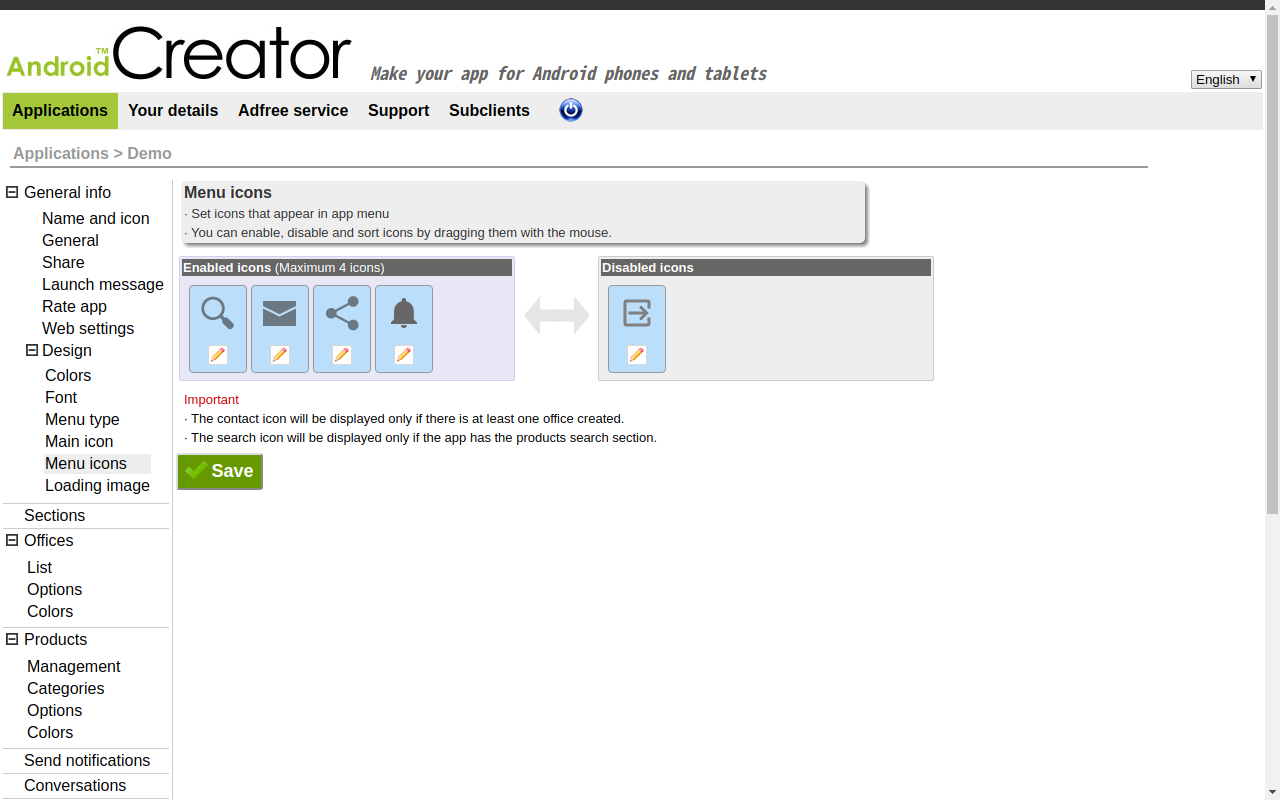 Android™ Creator
Make your app for Android phones and tablets
English
Applications Your details Adfree service Support Subclients
Applications > Demo
General info
Name and icon
General
Share
Launch message
Rate app
Web settings
Design
Colors
Font
Menu type
Main icon
Menu icons
Loading image
Sections
Offices
List
Options
Colors
Products
Management
Categories
Options
Colors
Send notifications
Conversations
Menu icons
· Set icons that appear in app menu
· You can enable, disable and sort icons by dragging them with the mouse.
Enabled icons (Maximum 4 icons)
Disabled icons
Important
· The contact icon will be displayed only if there is at least one office created.
· The search icon will be displayed only if the app has the products search section.
Save